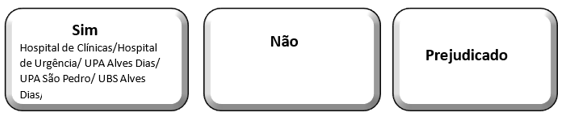 Sim
Hospital de Clínicas/Hospital
de Urgência/ UPA Alves Dias/
UPA São Pedro/ UBS Alves
Dias,
Não
Prejudicado